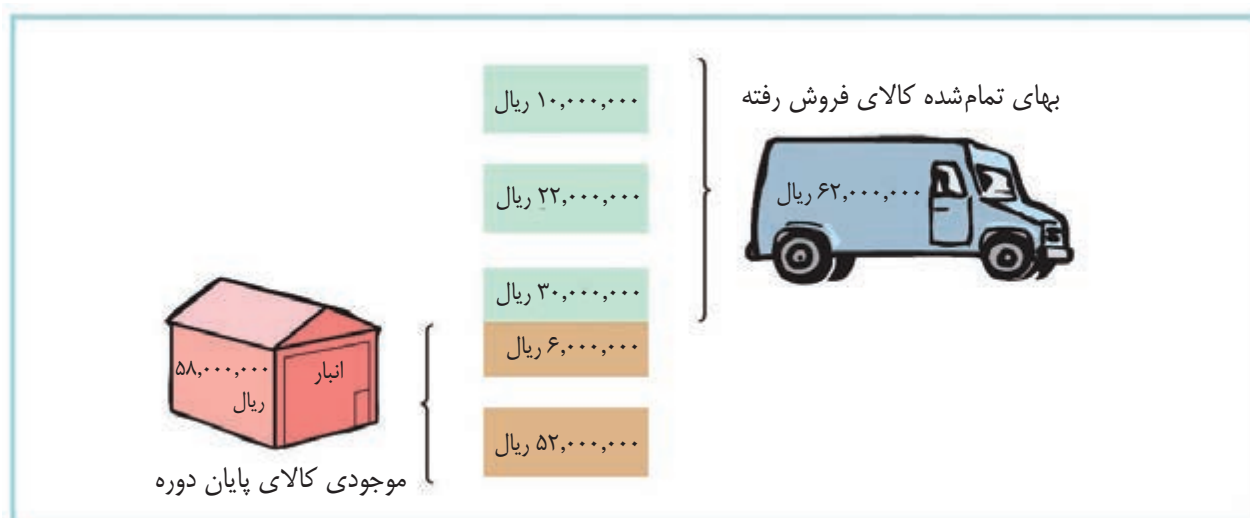 بهای تمام‌شده کالای فروش رفته
۶۲,۰۰۰,۰۰۰ ریال
۱۰,۰۰۰,۰۰۰ ریال
۲۲,۰۰۰,۰۰۰ ریال
۳۰,۰۰۰,۰۰۰ ریال
۶,۰۰۰,۰۰۰ ریال
۵۲,۰۰۰,۰۰۰ ریال
انبار
۵۸,۰۰۰,۰۰۰
ریال
موجودی کالای پایان دوره